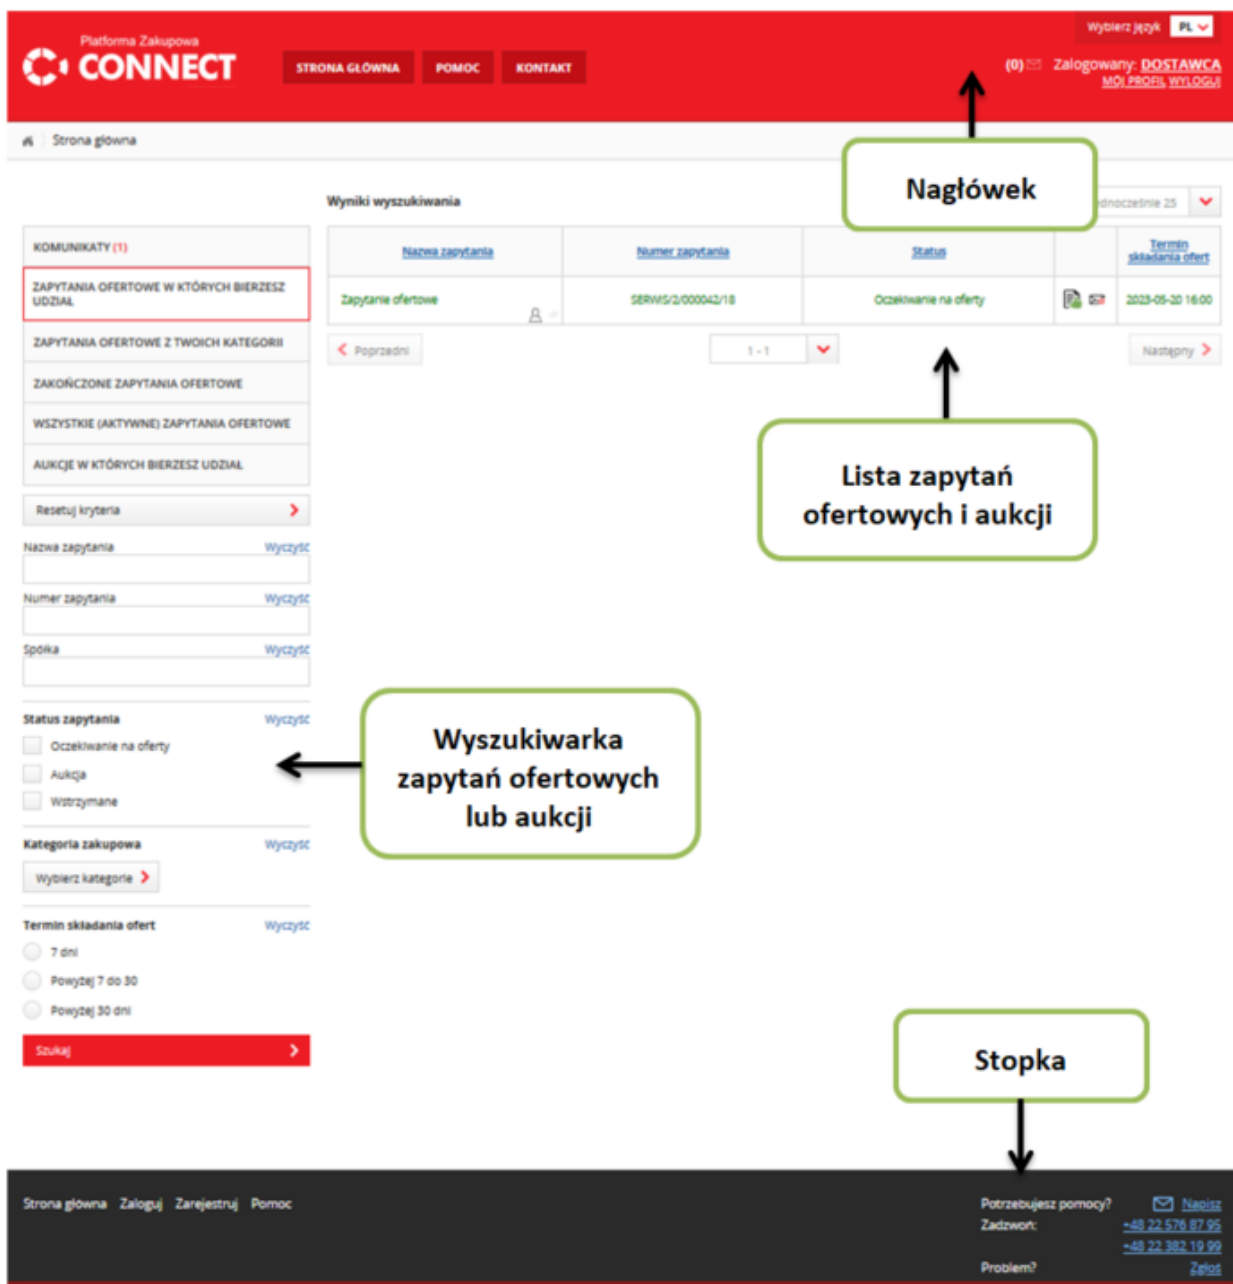 Wybierz język PL
Platforma Zakupowa
CONNECT
STRONA GŁÓWNA POMOC KONTAKT
(0) Zalogowany: DOSTAWCA
MÓJ PROFIL WYLOGUJ
Strona główna
Nagłówek
Wyniki wyszukiwania
25
KOMUNIKATY (1)
ZAPYTANIA OFERTOWE W KTÓRYCH BIERZESZ
UDZIAŁ
ZAPYTANIA OFERTOWE Z TWOICH KATEGORII
ZAKOŃCZONE ZAPYTANIA OFERTOWE
WSZYSTKIE (AKTYWNE) ZAPYTANIA OFERTOWE
AUKCJE W KTÓRYCH BIERZESZ UDZIAŁ
Nazwa zapytania Numer zapytania Status Termin
składania ofert
Zapytanie ofertowe SERWIS/2/000042/18 Oczekiwanie na oferty 2023-05-20 16:00
Poprzedni 1 - 1 Następny
Lista zapytań
ofertowych i aukcji
Resetuj kryteria
Nazwa zapytania Wyczyść
Numer zapytania Wyczyść
Spółka Wyczyść
Status zapytania Wyczyść
Oczekiwanie na oferty
Aukcja
Wstrzymane
Wyszukiwarka
zapytań ofertowych
lub aukcji
Kategoria zakupowa Wyczyść
Wybierz kategorie
Termin składania ofert Wyczyść
7 dni
Powyżej 7 do 30
Powyżej 30 dni
Szukaj
Stopka
Strona główna Zaloguj Zarejestruj Pomoc
Potrzebujesz pomocy? Napisz
Zadzwoń: +48 22 576 87 95
+48 22 382 19 99
Problem? Zgłoś